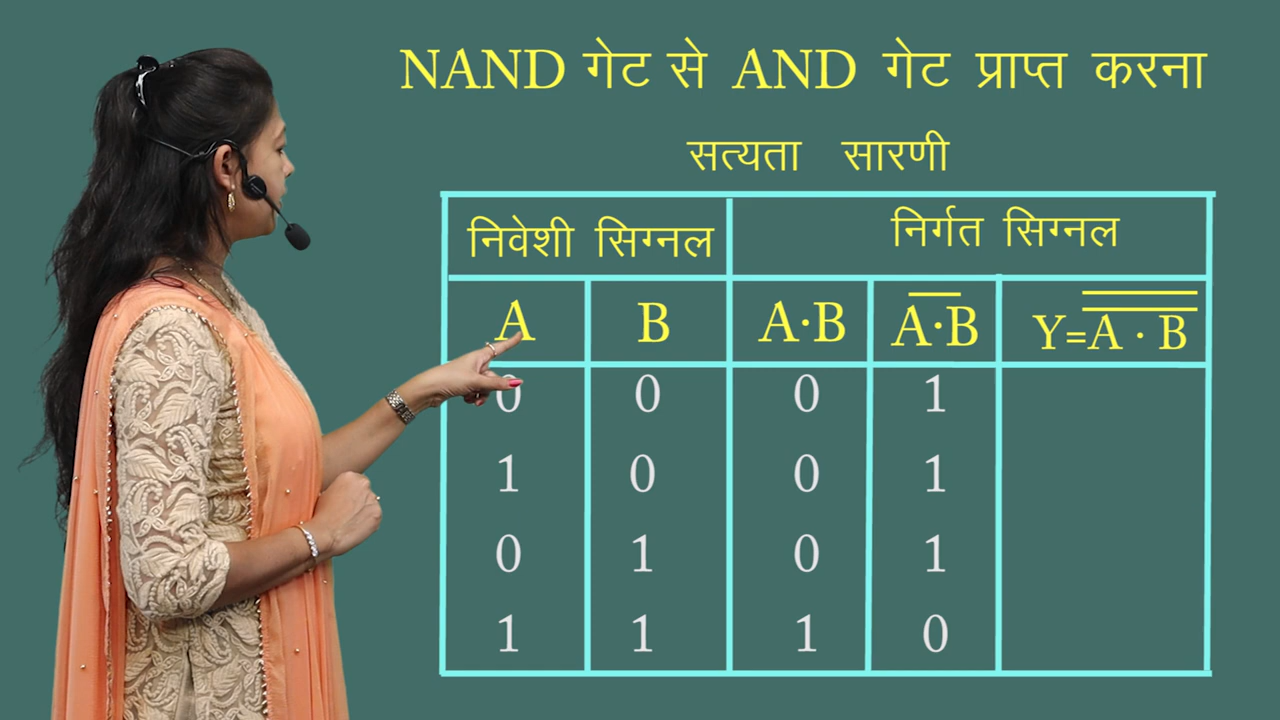 NAND गेट से AND गेट प्राप्त करना
सत्यता सारणी
निवेशी सिग्नल निर्गत सिग्नल
A B A·B A̅·̅B̅ Y=A̿ ·̿ B̿
0 0 0 1
1 0 0 1
0 1 0 1
1 1 1 0